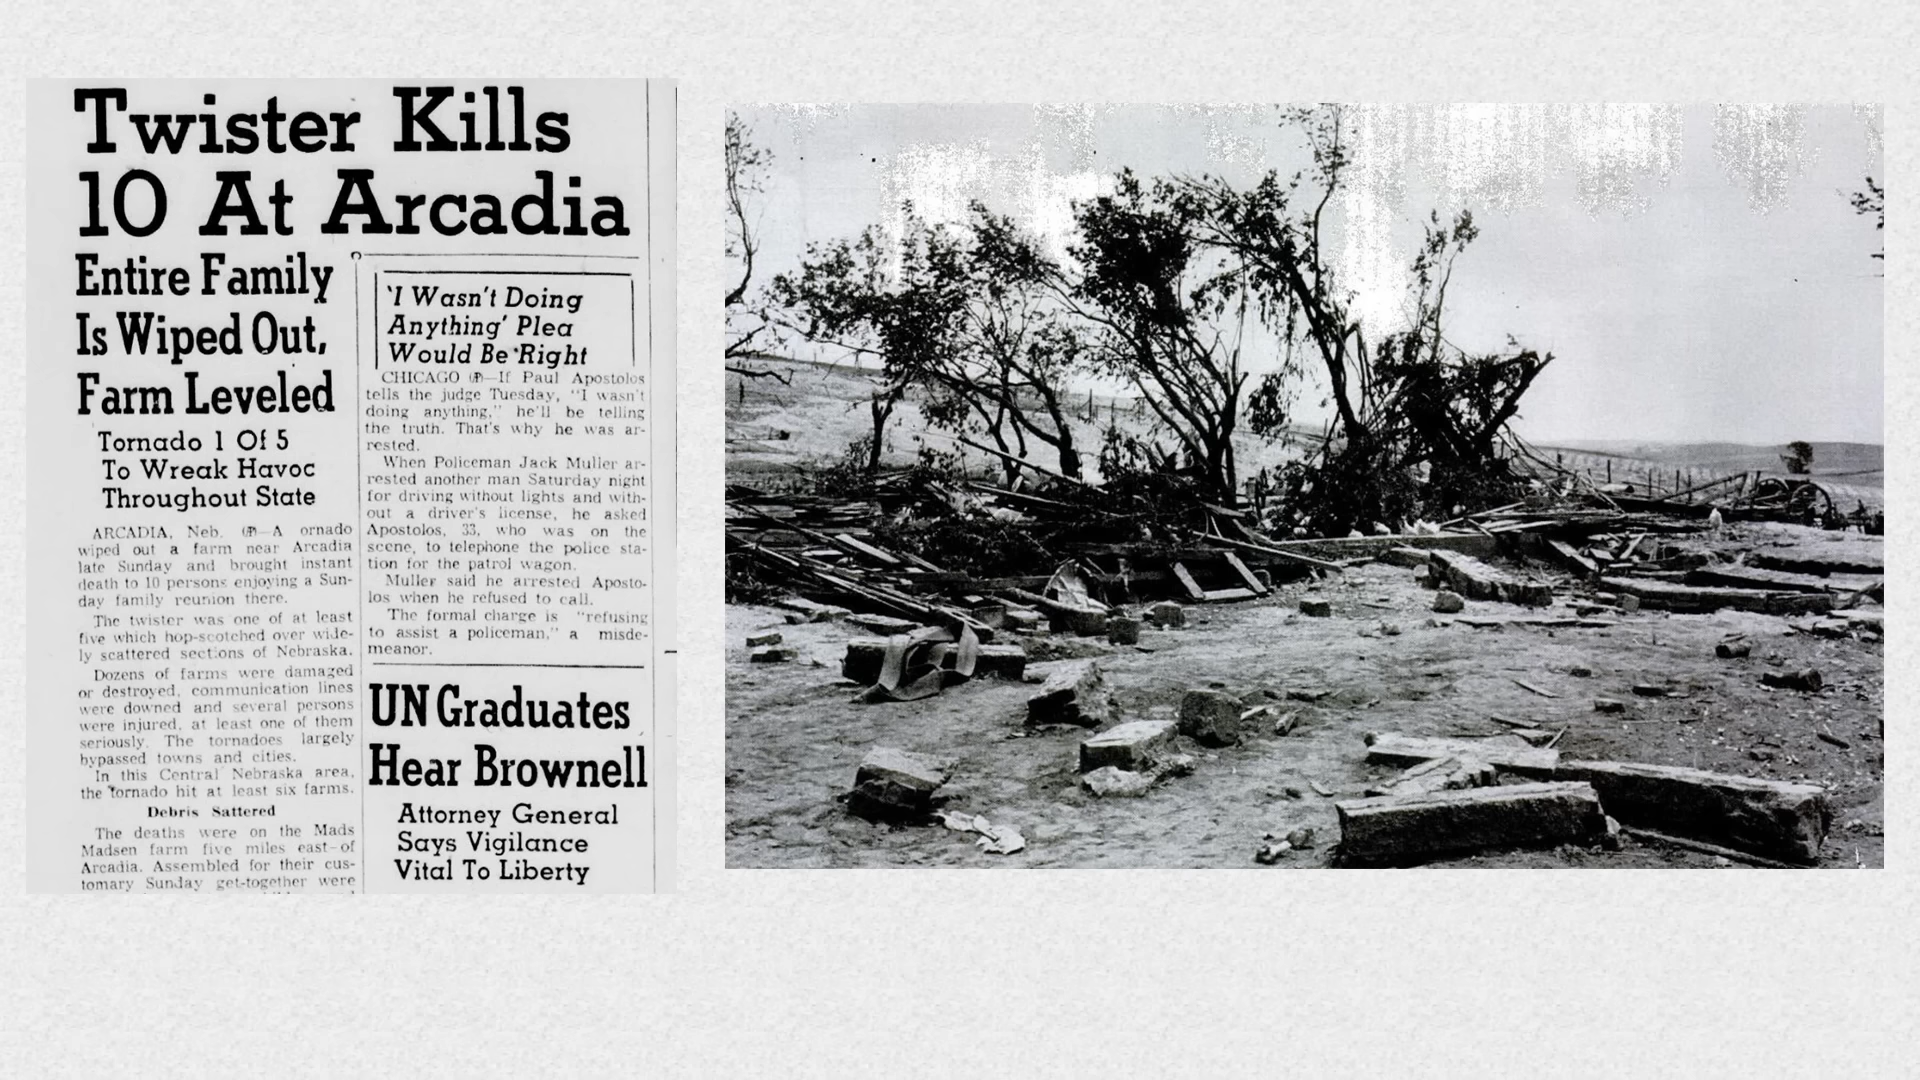 Twister Kills
10 At Arcadia
Entire Family
Is Wiped Out,
Farm Leveled
Tornado 1 Of 5
To Wreak Havoc
Throughout State
ARCADIA, Neb. (AP)—A ornado
wiped out a farm near Arcadia
late Sunday and brought instant
death to 10 persons enjoying a Sun-
day family reunion there.
The twister was one of at least
five which hop-scotched over wide-
ly scattered sections of Nebraska.
Dozens of farms were damaged
or destroyed, communication lines
were downed and several persons
were injured, at least one of them
seriously. The tornadoes largely
bypassed towns and cities.
In this Central Nebraska area,
the tornado hit at least six farms.
Debris Sattered
The deaths were on the Mads
Madsen farm five miles east of
Arcadia. Assembled for their cus-
tomary Sunday get-together were
'I Wasn't Doing
Anything' Plea
Would Be Right
CHICAGO (AP)—If Paul Apostolos
tells the judge Tuesday, "I wasn't
doing anything," he'll be telling
the truth. That's why he was ar-
rested.
When Policeman Jack Muller ar-
rested another man Saturday night
for driving without lights and with-
out a driver's license, he asked
Apostolos, 33, who was on the
scene, to telephone the police sta-
tion for the patrol wagon.
Muller said he arrested Aposto-
los when he refused to call.
The formal charge is "refusing
to assist a policeman," a misde-
meanor.
UN Graduates
Hear Brownell
Attorney General
Says Vigilance
Vital To Liberty